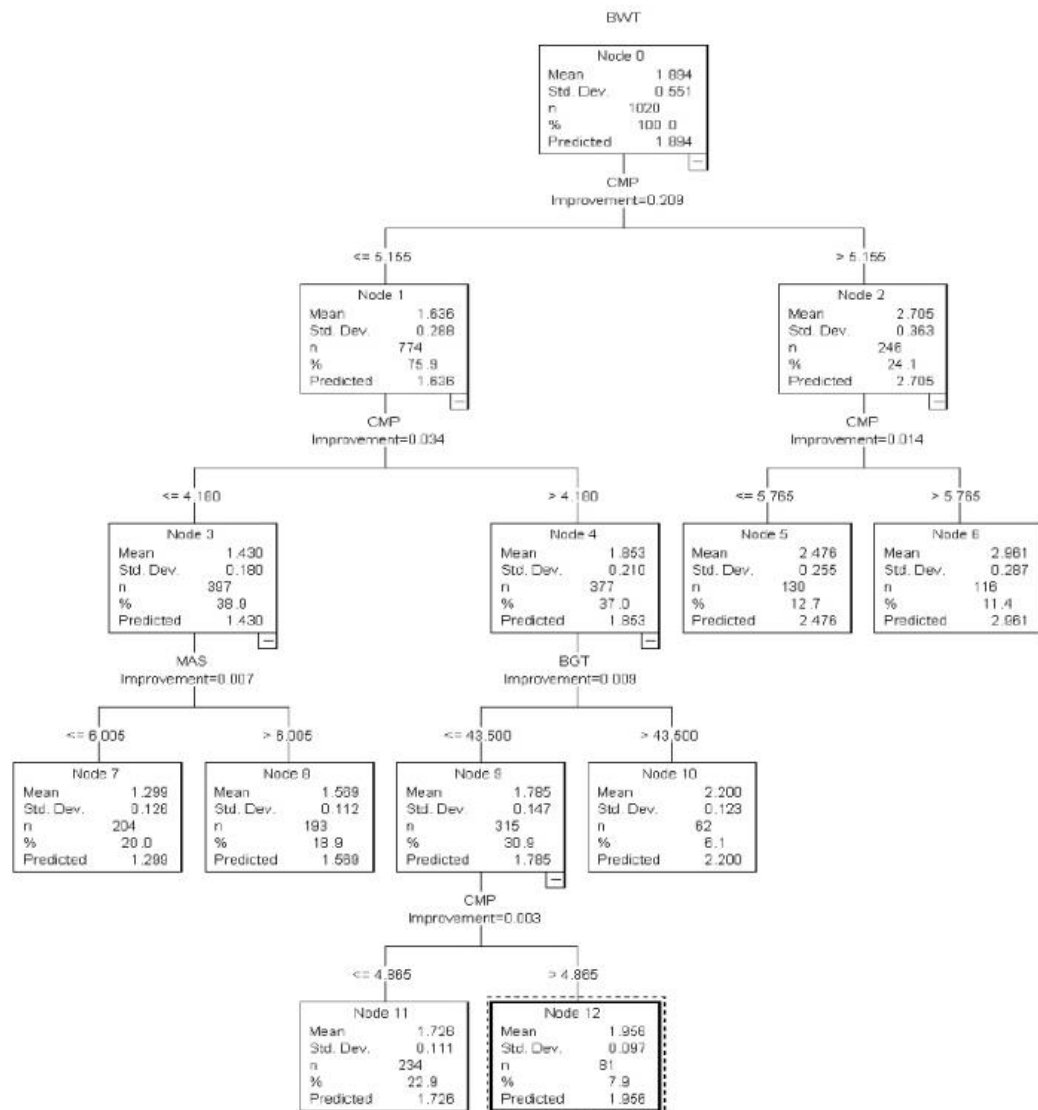 BWT
Node 0
Mean 1.894
Std. Dev. 0.551
n 1020
% 100.0
Predicted 1.894
CMP
Improvement=0.209
<= 5.155
> 5.155
Node 1
Mean 1.636
Std. Dev. 0.288
n 774
% 75.9
Predicted 1.636
Node 2
Mean 2.705
Std. Dev. 0.363
n 246
% 24.1
Predicted 2.705
CMP
Improvement=0.034
CMP
Improvement=0.014
<= 4.180
> 4.180
<= 5.765
> 5.765
Node 3
Mean 1.430
Std. Dev. 0.180
n 397
% 38.9
Predicted 1.430
Node 4
Mean 1.853
Std. Dev. 0.210
n 377
% 37.0
Predicted 1.853
Node 5
Mean 2.476
Std. Dev. 0.255
n 130
% 12.7
Predicted 2.476
Node 6
Mean 2.961
Std. Dev. 0.287
n 116
% 11.4
Predicted 2.961
MAS
Improvement=0.007
BGT
Improvement=0.009
<= 6.005
> 6.005
<= 43.500
> 43.500
Node 7
Mean 1.299
Std. Dev. 0.126
n 204
% 20.0
Predicted 1.299
Node 8
Mean 1.569
Std. Dev. 0.112
n 193
% 18.9
Predicted 1.569
Node 9
Mean 1.785
Std. Dev. 0.147
n 315
% 30.9
Predicted 1.785
Node 10
Mean 2.200
Std. Dev. 0.123
n 62
% 6.1
Predicted 2.200
CMP
Improvement=0.003
<= 4.865
> 4.865
Node 11
Mean 1.726
Std. Dev. 0.111
n 234
% 22.9
Predicted 1.726
Node 12
Mean 1.956
Std. Dev. 0.097
n 81
% 7.9
Predicted 1.956